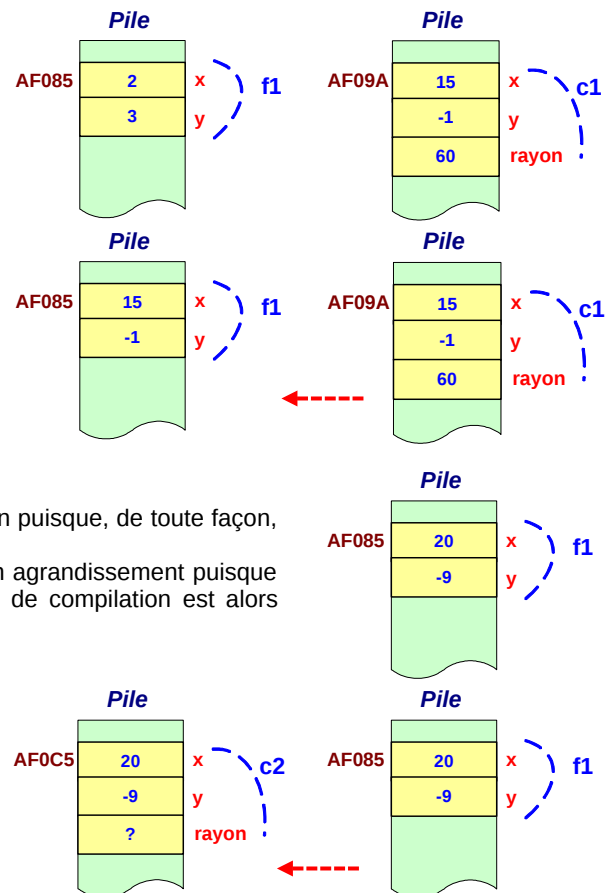 Pile Pile
AF085 2 x f1 AF09A 15 x c1
3 y -1 y
60 rayon
Pile Pile
AF085 15 x f1 AF09A 15 x c1
-1 y -1 y
60 rayon
Pile
n puisque, de toute façon,
AF085 20 x f1
n agrandissement puisque -9 y
de compilation est alors
Pile Pile
AF0C5 20 x c2 AF085 20 x f1
-9 y -9 y
? rayon